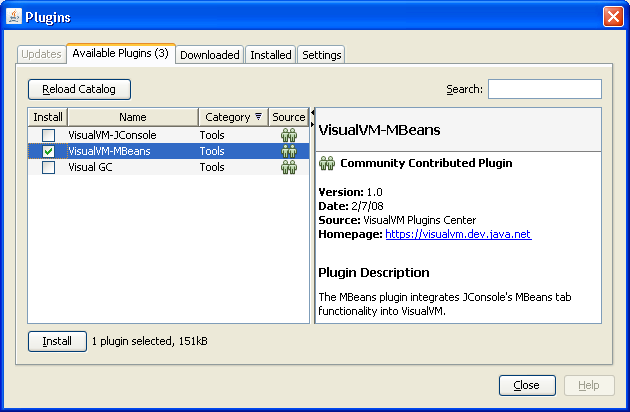 Plugins
Updates Available Plugins (3) Downloaded Installed Settings
Reload Catalog Search:
Install Name Category Source
VisualVM-JConsole Tools
VisualVM-MBeans Tools
Visual GC Tools
VisualVM-MBeans
Community Contributed Plugin
Version: 1.0
Date: 2/7/08
Source: VisualVM Plugins Center
Homepage: https://visualvm.dev.java.net
Plugin Description
The MBeans plugin integrates JConsole's MBeans tab
functionality into VisualVM.
Install 1 plugin selected, 151kB
Close Help